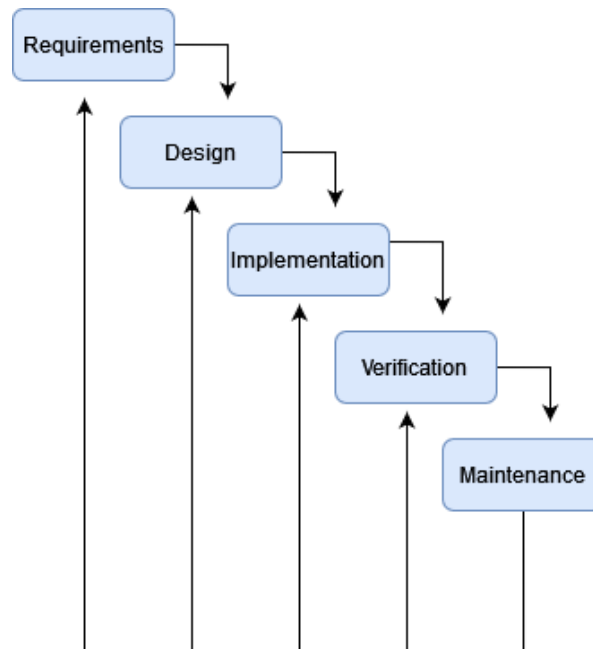 Requirements
Design
Implementation
Verification
Maintenance